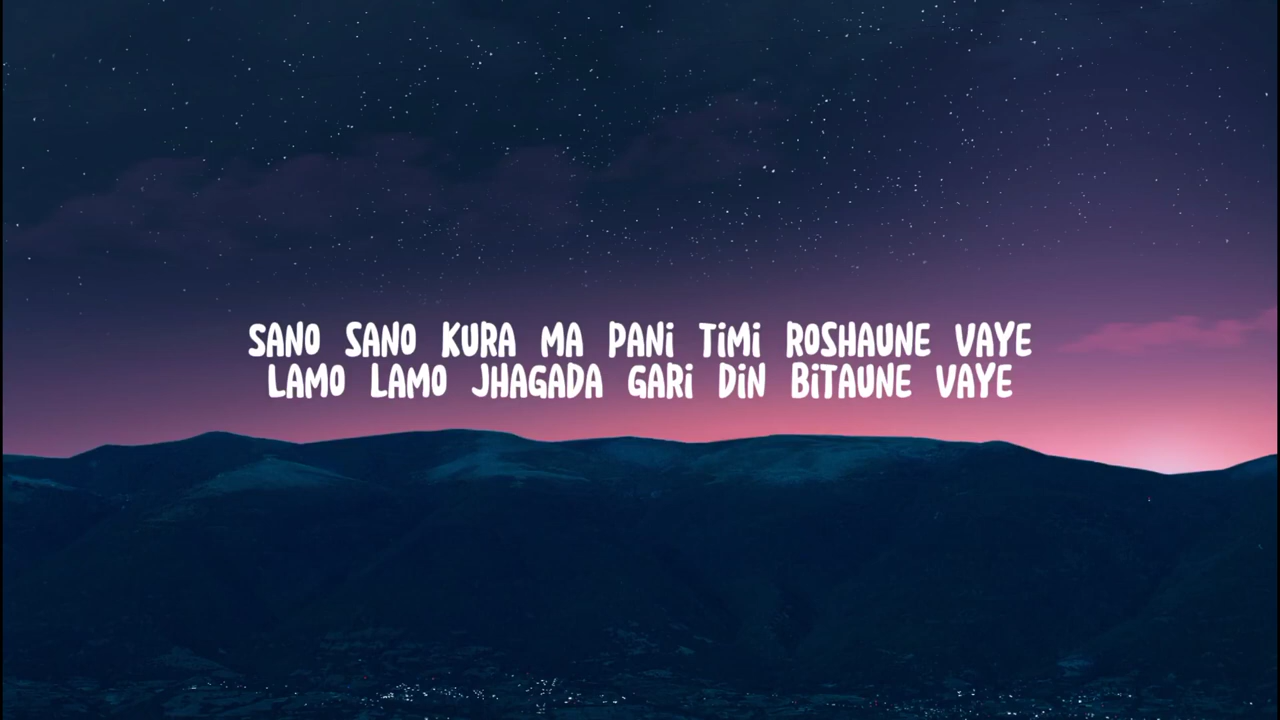 SANO SANO KURA MA PANI TIMI ROSHAUNE VAYE
LAMO LAMO JHAGADA GARI DIN BITAUNE VAYE